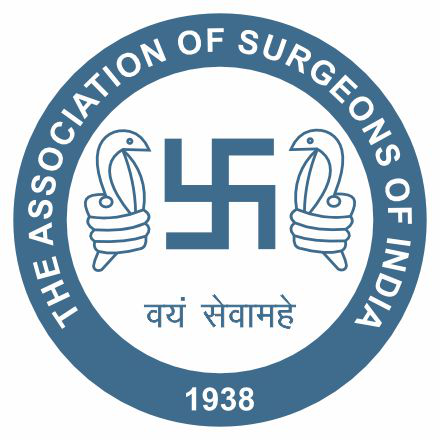 THE ASSOCIATION OF SURGEONS OF INDIA
वयं सेवामहे
1938